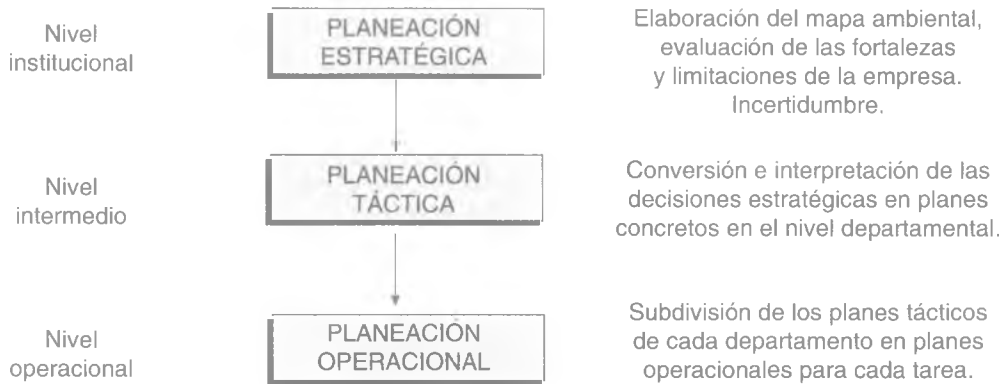 Nivel
institucional
PLANEACIÓN
ESTRATÉGICA
Elaboración del mapa ambiental,
evaluación de las fortalezas
y limitaciones de la empresa.
Incertidumbre.
Nivel
intermedio
PLANEACIÓN
TÁCTICA
Conversión e interpretación de las
decisiones estratégicas en planes
concretos en el nivel departamental.
Nivel
operacional
PLANEACIÓN
OPERACIONAL
Subdivisión de los planes tácticos
de cada departamento en planes
operacionales para cada tarea.